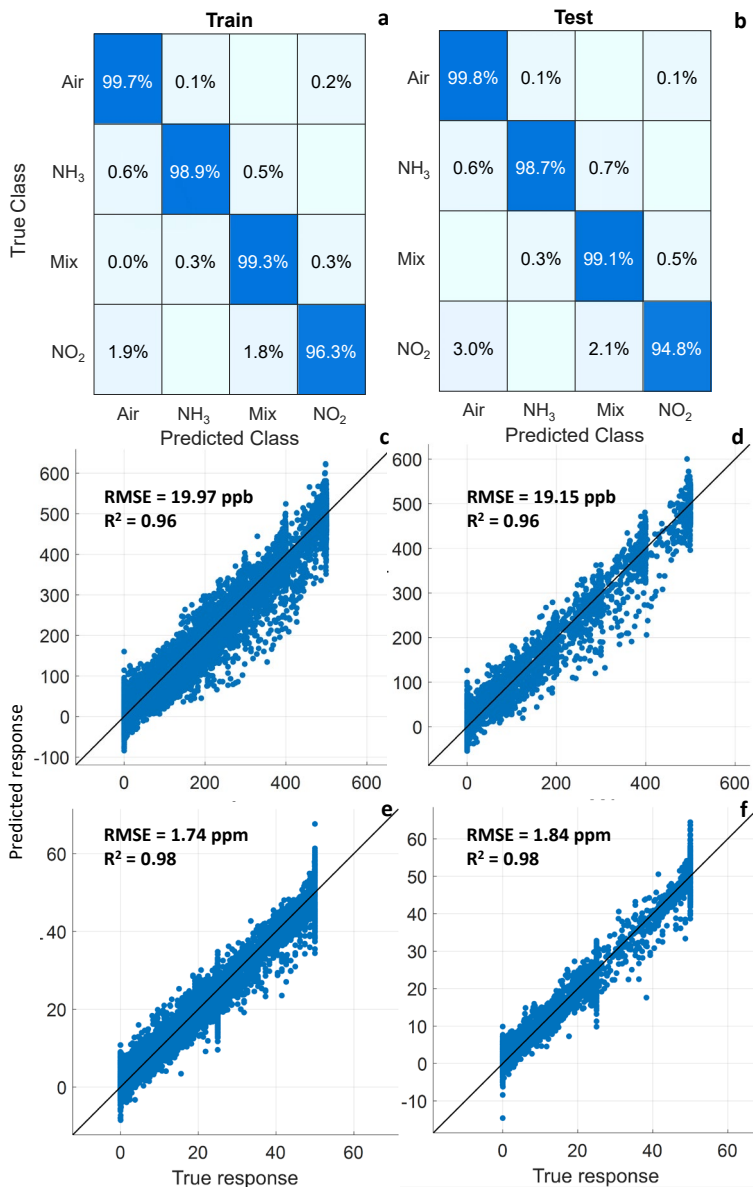 Train
a
Test
b
Air
99.7%
0.1%
0.2%
Air
99.8%
0.1%
0.1%
NH₃
0.6%
98.9%
0.5%
NH₃
0.6%
98.7%
0.7%
True Class
Mix
0.0%
0.3%
99.3%
0.3%
Mix
0.3%
99.1%
0.5%
NO₂
1.9%
1.8%
96.3%
NO₂
3.0%
2.1%
94.8%
Air
NH₃
Mix
NO₂
Air
NH₃
Mix
NO₂
Predicted Class
Predicted Class
c
RMSE = 19.97 ppb
R² = 0.96
600
500
400
300
200
100
0
-100
0
200
400
600
d
RMSE = 19.15 ppb
R² = 0.96
600
500
400
300
200
100
0
0
200
400
600
Predicted response
e
RMSE = 1.74 ppm
R² = 0.98
60
40
20
0
0
20
40
60
True response
f
RMSE = 1.84 ppm
R² = 0.98
60
50
40
30
20
10
0
-10
0
20
40
60
True response